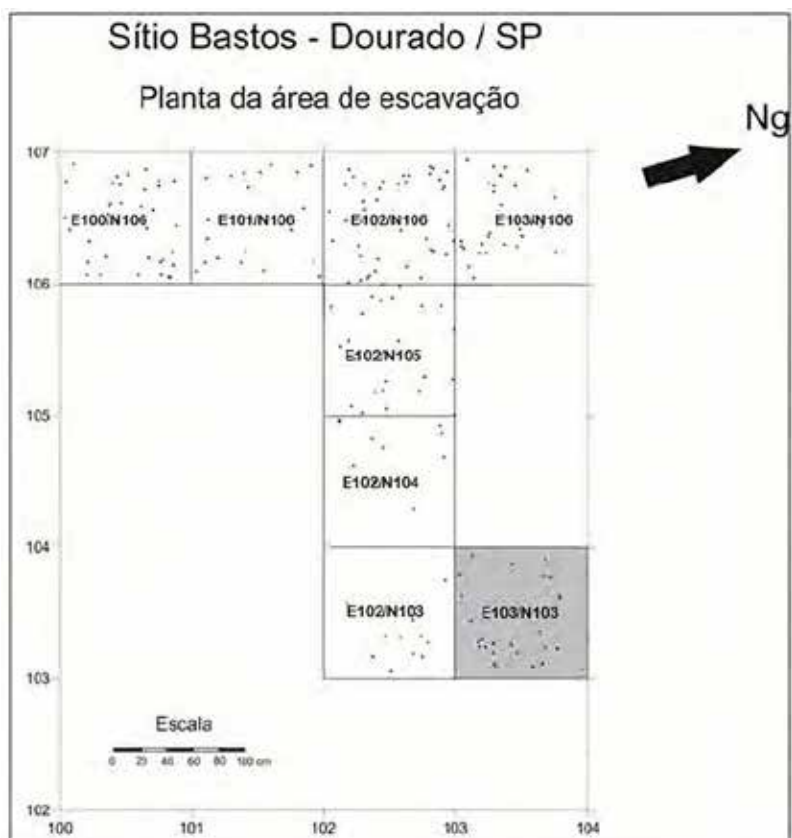 Sítio Bastos - Dourado / SP
Planta da área de escavação
Ng
107
E100/N106 E101/N106 E102/N106 E103/N106
106
E102/N105
105
E102/N104
104
E102/N103 E103/N103
103
Escala
0 20 40 60 80 100 cm
102
100 101 102 103 104